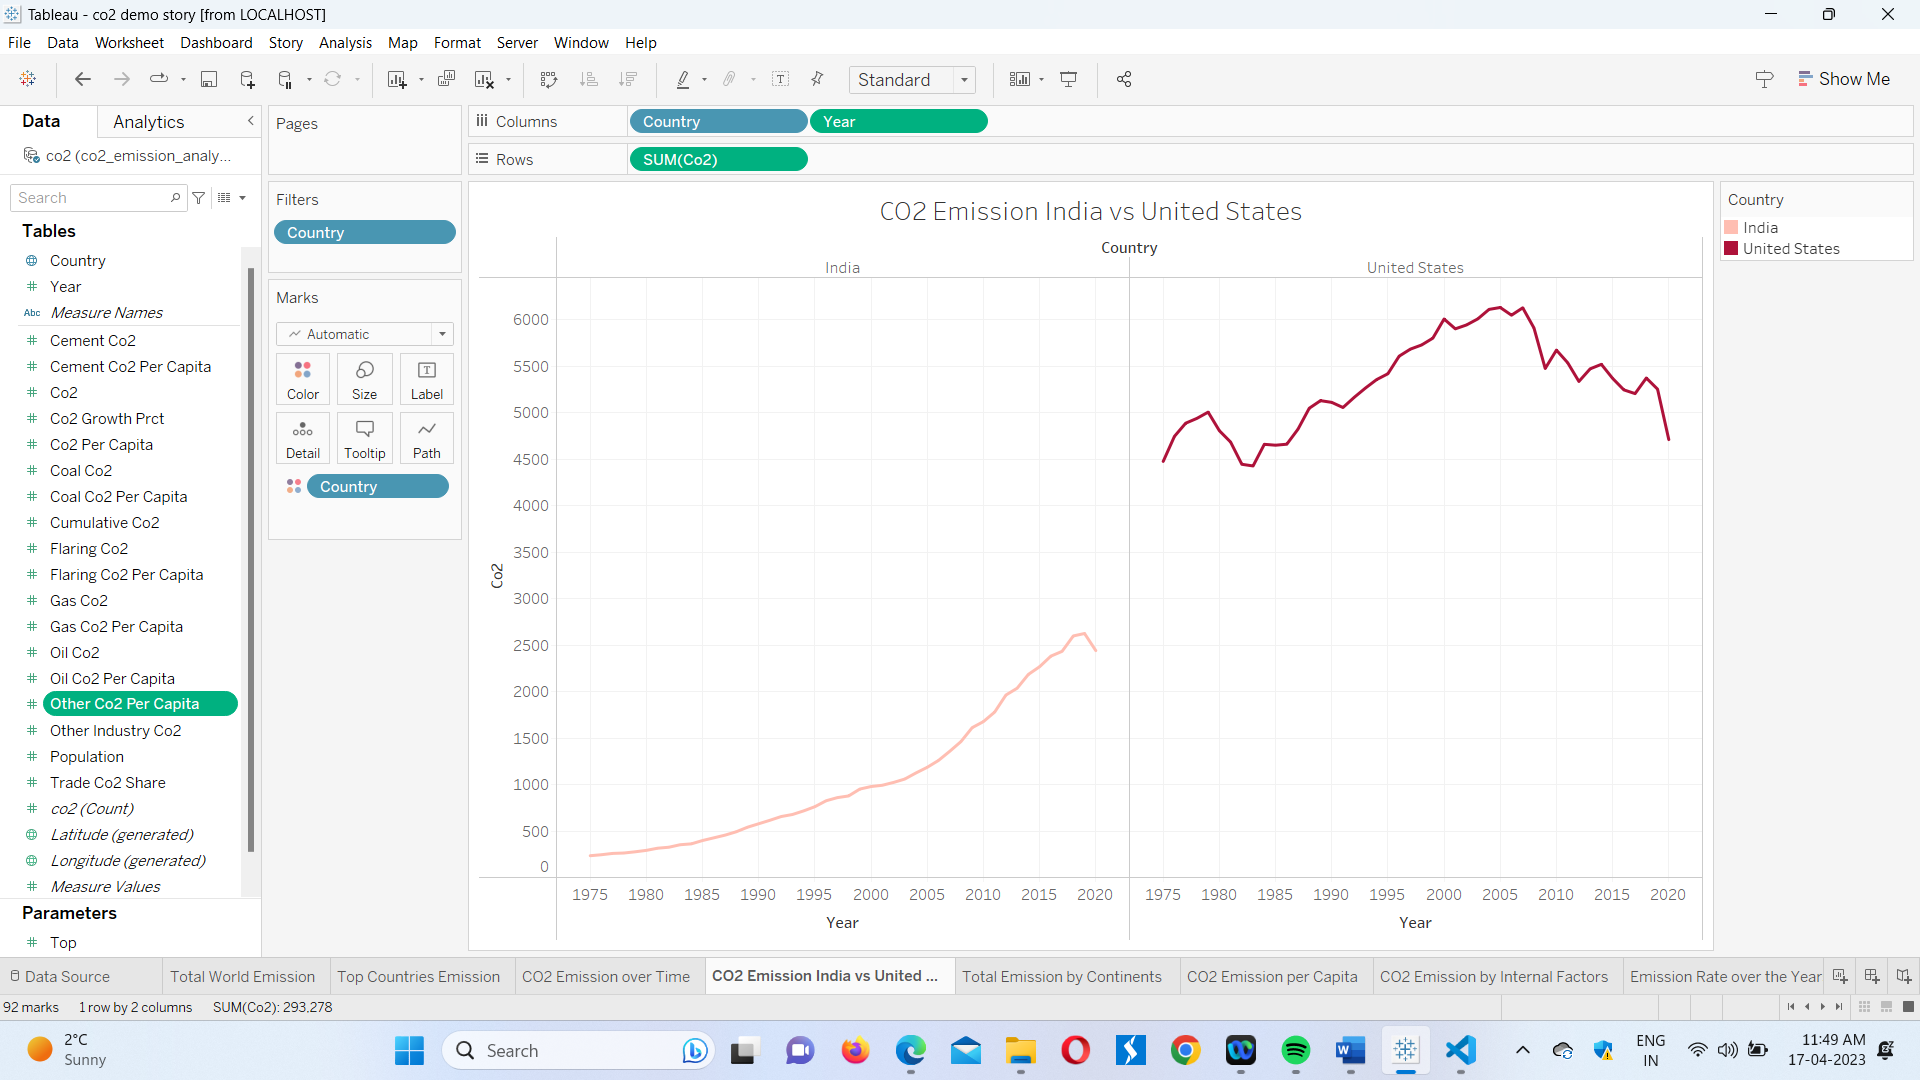 Tableau - co2 demo story [from LOCALHOST]
File Data Worksheet Dashboard Story Analysis Map Format Server Window Help
Standard
Show Me
Data Analytics
co2 (co2_emission_analy...
Search
Tables
Country
Year
Abc Measure Names
Cement Co2
Cement Co2 Per Capita
Co2
Co2 Growth Prct
Co2 Per Capita
Coal Co2
Coal Co2 Per Capita
Cumulative Co2
Flaring Co2
Flaring Co2 Per Capita
Gas Co2
Gas Co2 Per Capita
Oil Co2
Oil Co2 Per Capita
Other Co2 Per Capita
Other Industry Co2
Population
Trade Co2 Share
co2 (Count)
Latitude (generated)
Longitude (generated)
Measure Values
Parameters
Top
Pages
Filters
Country
Marks
Automatic
Color Size Label
Detail Tooltip Path
Country
Columns Country Year
Rows SUM(Co2)
CO2 Emission India vs United States
Country
India United States
6000
5500
5000
4500
4000
3500
3000
2500
2000
1500
1000
500
0
Co2
1975 1980 1985 1990 1995 2000 2005 2010 2015 2020 1975 1980 1985 1990 1995 2000 2005 2010 2015 2020
Year Year
Country
India
United States
Data Source Total World Emission Top Countries Emission CO2 Emission over Time CO2 Emission India vs United ... Total Emission by Continents CO2 Emission per Capita CO2 Emission by Internal Factors Emission Rate over the Year
92 marks 1 row by 2 columns SUM(Co2): 293,278
2°C
Sunny
Search
ENG
IN
11:49 AM
17-04-2023